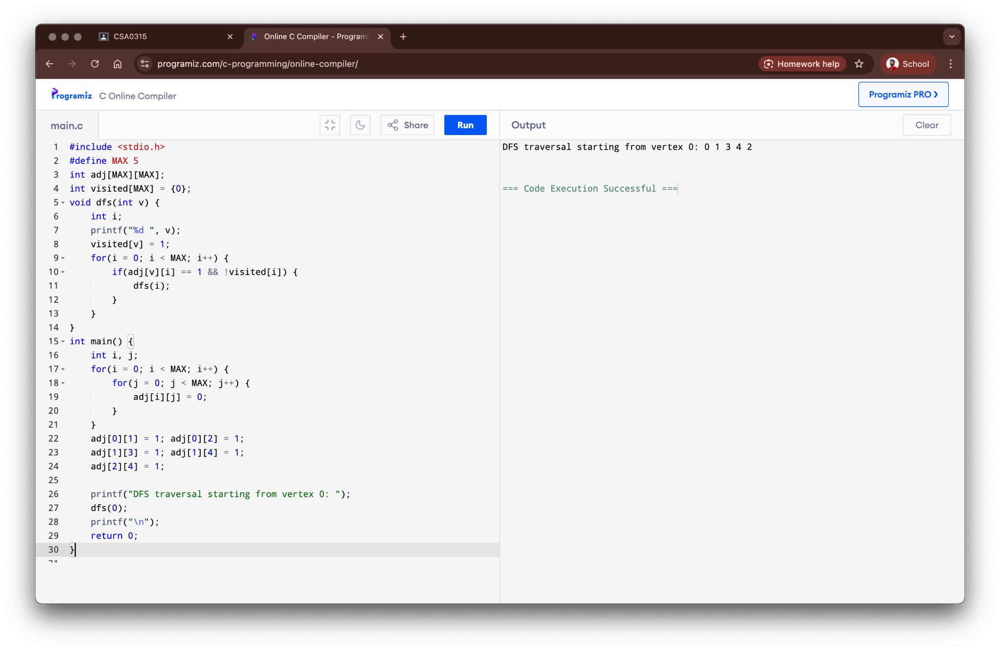 CSA0315
Online C Compiler - Programi
programiz.com/c-programming/online-compiler/
Homework help
School
Programiz
C Online Compiler
Programiz PRO
main.c
Share
Run
Output
Clear
1 #include <stdio.h>
2 #define MAX 5
3 int adj[MAX][MAX];
4 int visited[MAX] = {0};
5 void dfs(int v) {
6     int i;
7     printf("%d ", v);
8     visited[v] = 1;
9     for(i = 0; i < MAX; i++) {
10         if(adj[v][i] == 1 && !visited[i]) {
11             dfs(i);
12         }
13     }
14 }
15 int main() {
16     int i, j;
17     for(i = 0; i < MAX; i++) {
18         for(j = 0; j < MAX; j++) {
19             adj[i][j] = 0;
20         }
21     }
22     adj[0][1] = 1; adj[0][2] = 1;
23     adj[1][3] = 1; adj[1][4] = 1;
24     adj[2][4] = 1;
25
26     printf("DFS traversal starting from vertex 0: ");
27     dfs(0);
28     printf("\n");
29     return 0;
30 }
31
DFS traversal starting from vertex 0: 0 1 3 4 2
=== Code Execution Successful ===